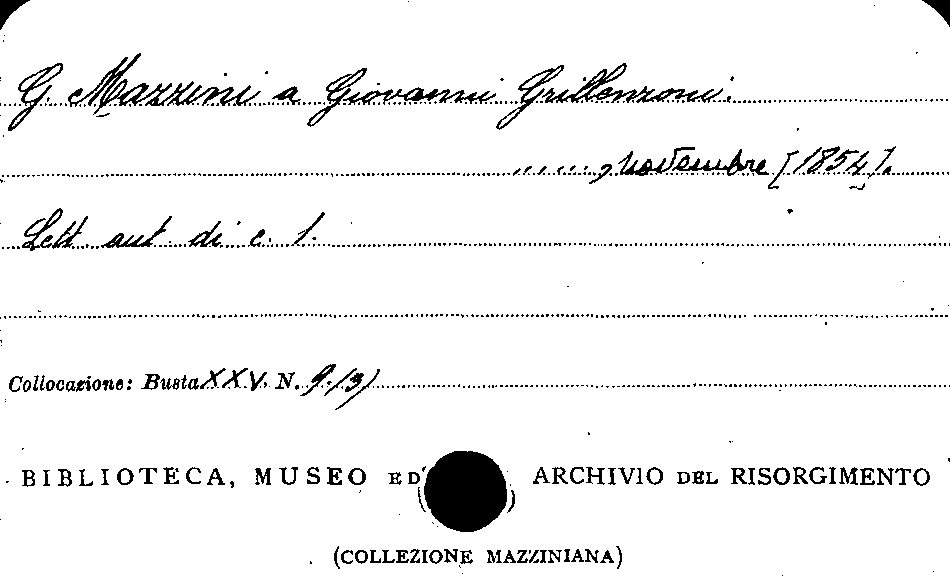 G. Mazzini a Giovanni Grillenzoni.
......, novembre [1854].
Lett. aut. di c. 1.
Collocazione: Busta XXV. N. 9.(3)
BIBLIOTECA, MUSEO ED ARCHIVIO DEL RISORGIMENTO
(COLLEZIONE MAZZINIANA)